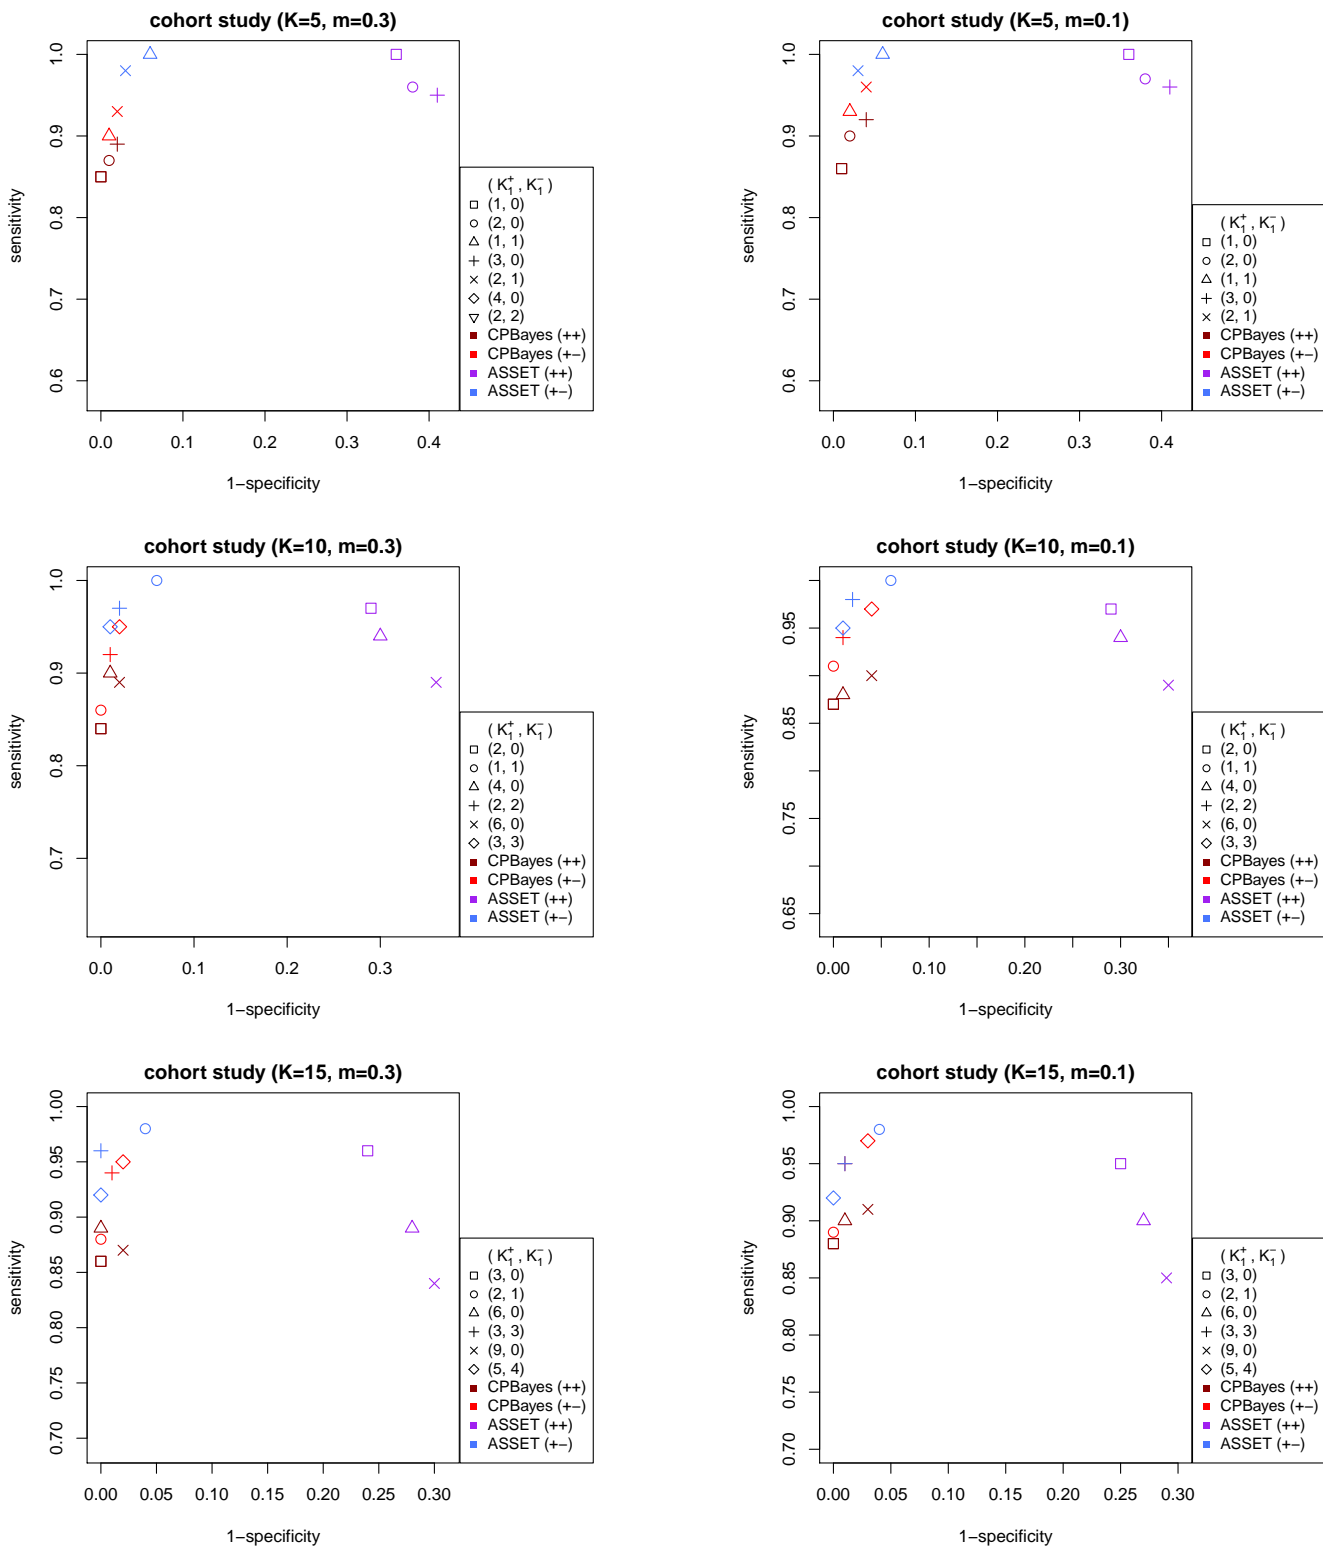 cohort study (K=5, m=0.3)
sensitivity
1.0
0.9
0.8
0.7
0.6
0.0 0.1 0.2 0.3 0.4
1−specificity
( K₁⁺ , K₁⁻ )
(1, 0)
(2, 0)
(1, 1)
(3, 0)
(2, 1)
(4, 0)
(2, 2)
CPBayes (++)
CPBayes (+−)
ASSET (++)
ASSET (+−)
cohort study (K=5, m=0.1)
sensitivity
1.0
0.9
0.8
0.7
0.6
0.0 0.1 0.2 0.3 0.4
1−specificity
( K₁⁺ , K₁⁻ )
(1, 0)
(2, 0)
(1, 1)
(3, 0)
(2, 1)
CPBayes (++)
CPBayes (+−)
ASSET (++)
ASSET (+−)
cohort study (K=10, m=0.3)
sensitivity
1.0
0.9
0.8
0.7
0.0 0.1 0.2 0.3
1−specificity
( K₁⁺ , K₁⁻ )
(2, 0)
(1, 1)
(4, 0)
(2, 2)
(6, 0)
(3, 3)
CPBayes (++)
CPBayes (+−)
ASSET (++)
ASSET (+−)
cohort study (K=10, m=0.1)
sensitivity
0.95
0.85
0.75
0.65
0.00 0.10 0.20 0.30
1−specificity
( K₁⁺ , K₁⁻ )
(2, 0)
(1, 1)
(4, 0)
(2, 2)
(6, 0)
(3, 3)
CPBayes (++)
CPBayes (+−)
ASSET (++)
ASSET (+−)
cohort study (K=15, m=0.3)
sensitivity
1.00
0.95
0.90
0.85
0.80
0.75
0.70
0.00 0.05 0.10 0.15 0.20 0.25 0.30
1−specificity
( K₁⁺ , K₁⁻ )
(3, 0)
(2, 1)
(6, 0)
(3, 3)
(9, 0)
(5, 4)
CPBayes (++)
CPBayes (+−)
ASSET (++)
ASSET (+−)
cohort study (K=15, m=0.1)
sensitivity
1.00
0.95
0.90
0.85
0.80
0.75
0.70
0.00 0.05 0.10 0.15 0.20 0.25 0.30
1−specificity
( K₁⁺ , K₁⁻ )
(3, 0)
(2, 1)
(6, 0)
(3, 3)
(9, 0)
(5, 4)
CPBayes (++)
CPBayes (+−)
ASSET (++)
ASSET (+−)